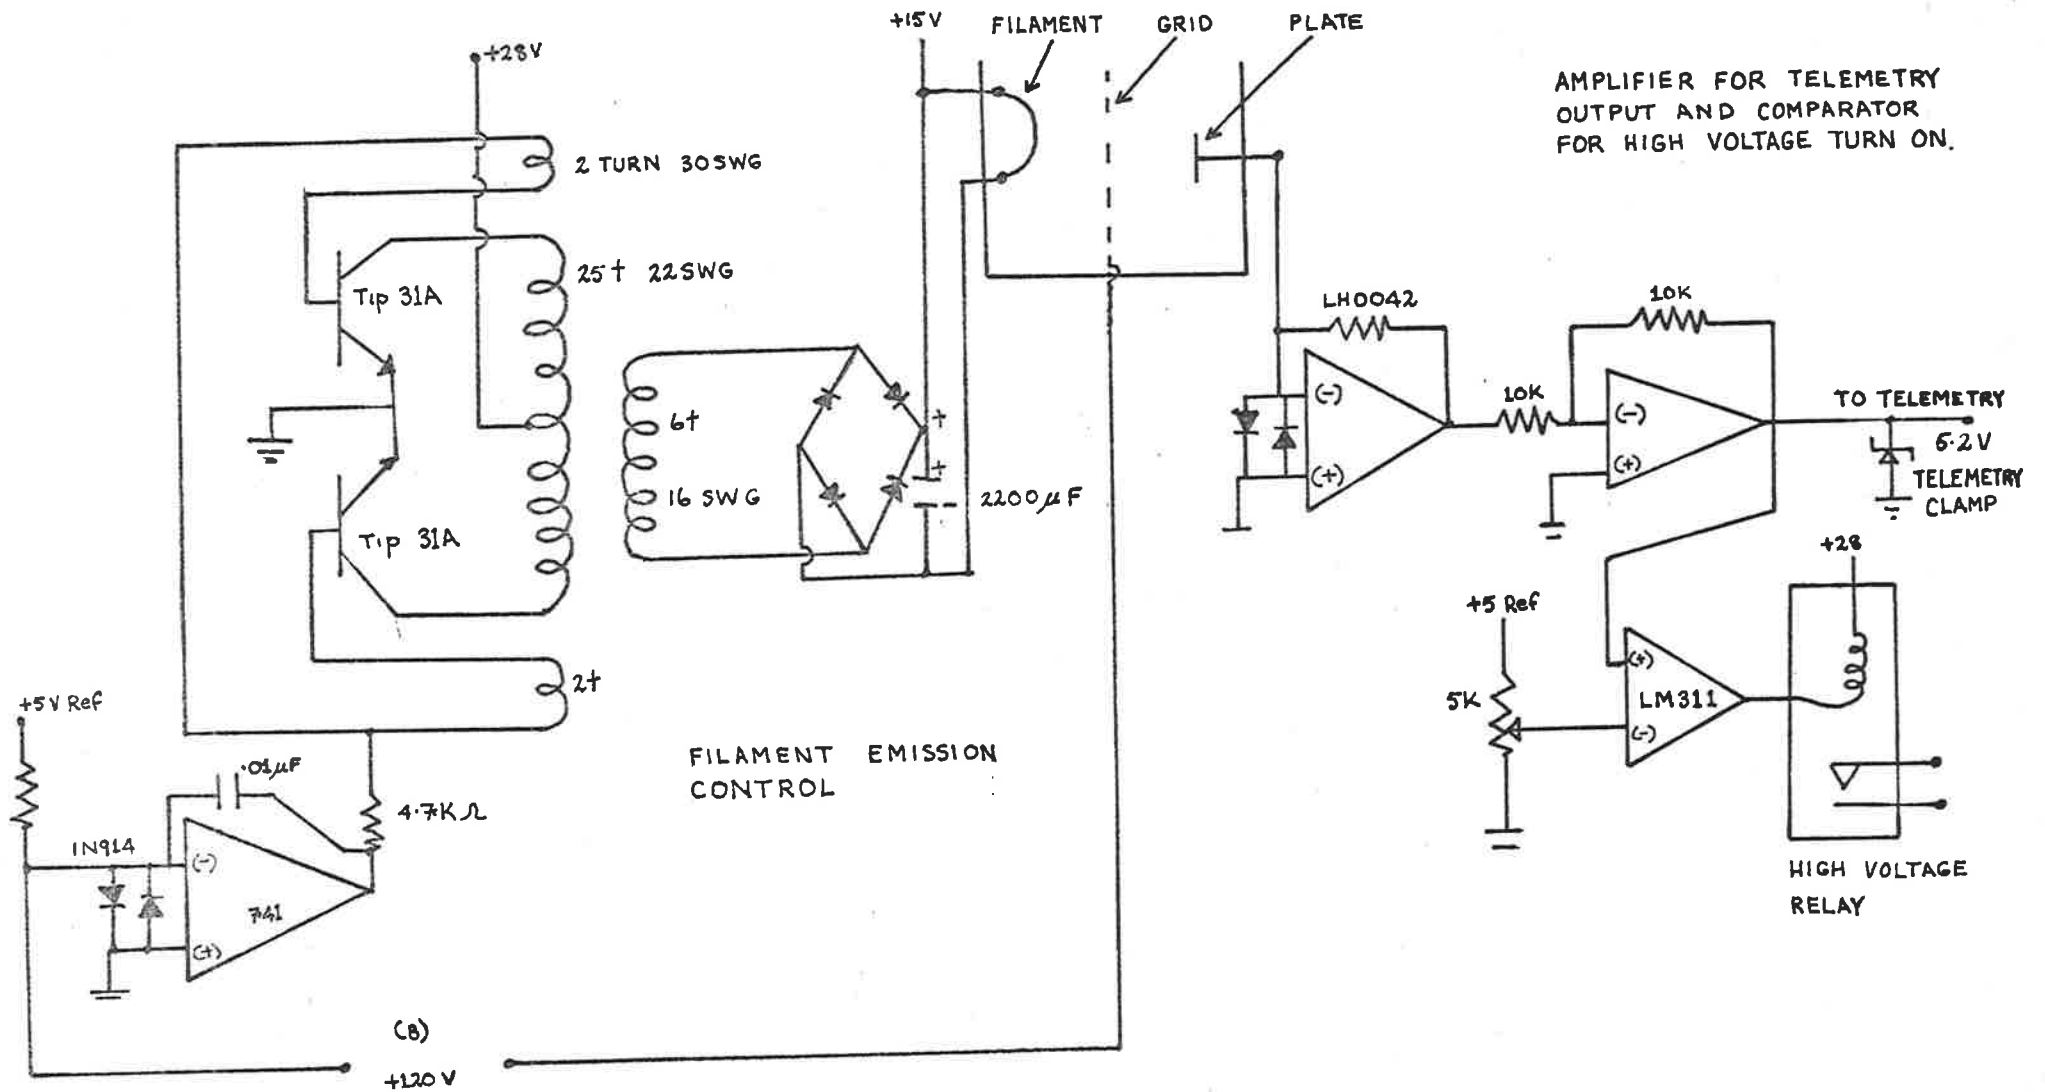 +15V
FILAMENT
GRID
PLATE
+28V
AMPLIFIER FOR TELEMETRY
OUTPUT AND COMPARATOR
FOR HIGH VOLTAGE TURN ON.
2 TURN 30SWG
25t 22SWG
Tip 31A
LH0042
10K
6t
16 SWG
+
+
2200µF
(-)
(+)
10K
(-)
(+)
TO TELEMETRY
6.2V
TELEMETRY
CLAMP
Tip 31A
+28
+5 Ref
5K
(+)
LM311
(-)
2t
+5V Ref
.01µF
4.7KΩ
FILAMENT EMISSION
CONTROL
1N914
(-)
741
(+)
HIGH VOLTAGE
RELAY
(B)
+120V